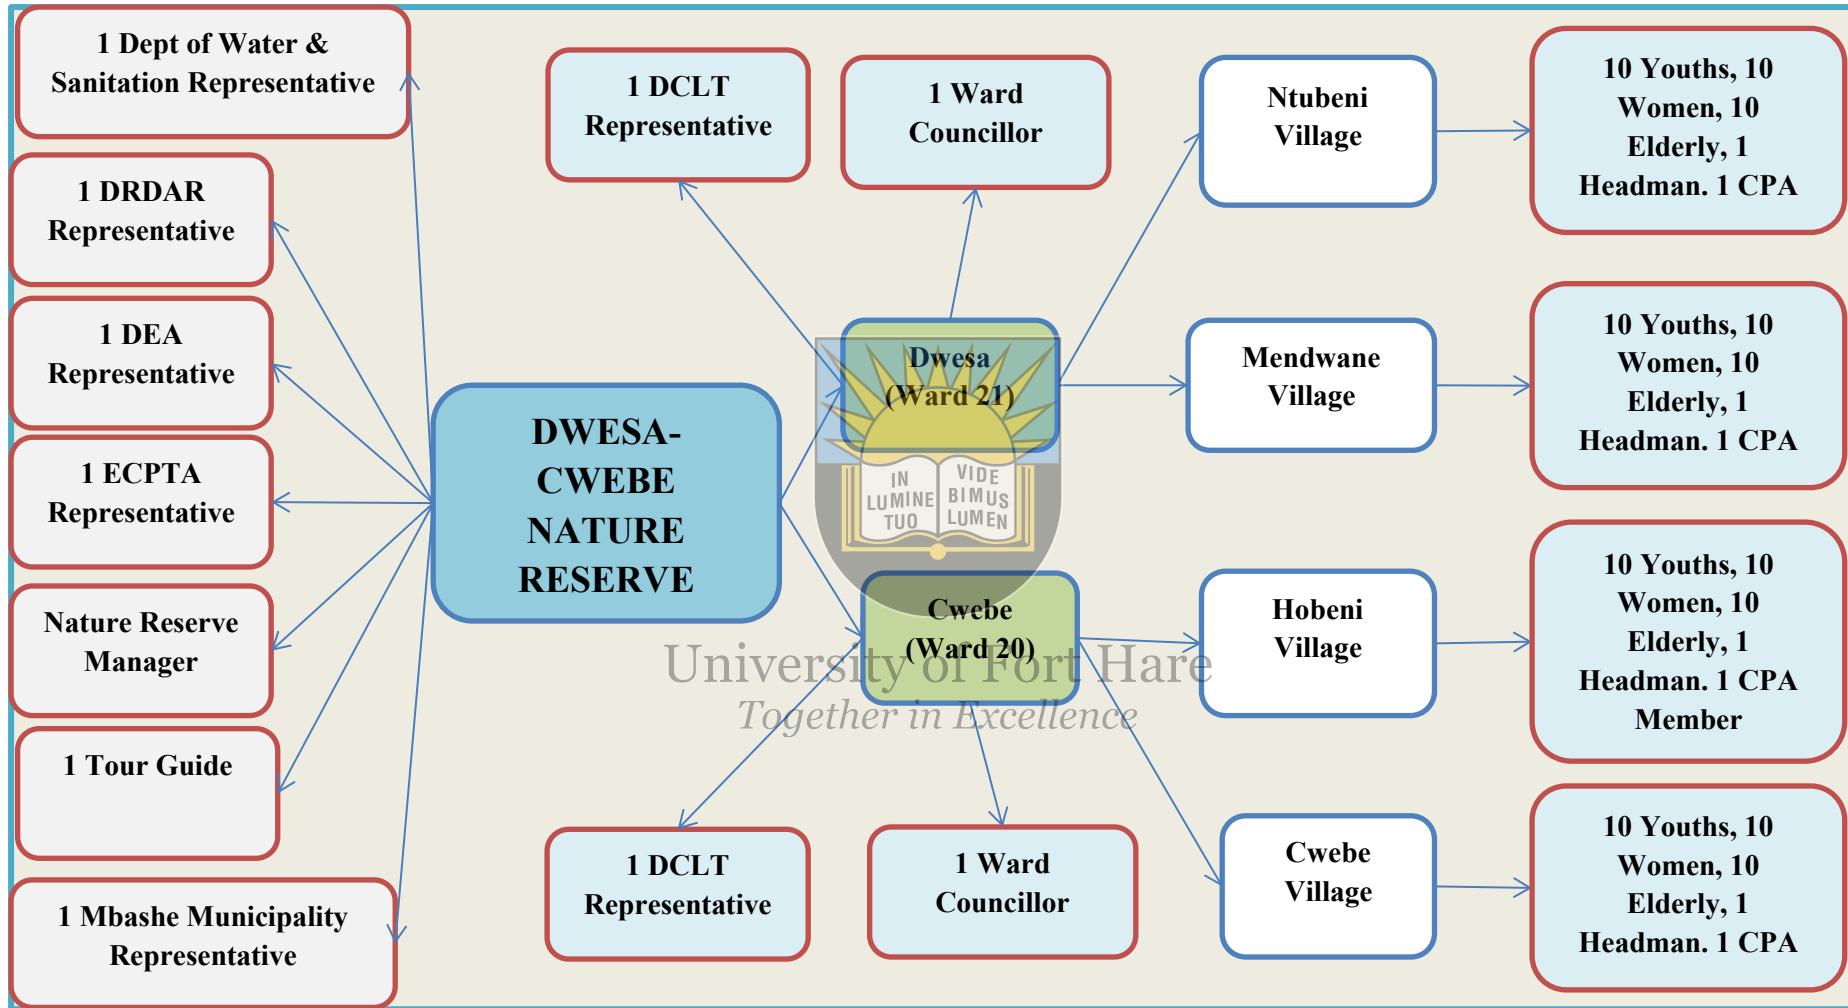 1 Dept of Water &
Sanitation Representative
1 DRDAR
Representative
1 DEA
Representative
1 ECPTA
Representative
Nature Reserve
Manager
1 Tour Guide
1 Mbashe Municipality
Representative
DWESA-
CWEBE
NATURE
RESERVE
1 DCLT
Representative
1 Ward
Councillor
Dwesa
(Ward 21)
IN
LUMINE
TUO
VIDE
BIMUS
LUMEN
Cwebe
(Ward 20)
University of Fort Hare
Together in Excellence
1 DCLT
Representative
1 Ward
Councillor
Ntubeni
Village
Mendwane
Village
Hobeni
Village
Cwebe
Village
10 Youths, 10
Women, 10
Elderly, 1
Headman. 1 CPA
10 Youths, 10
Women, 10
Elderly, 1
Headman. 1 CPA
10 Youths, 10
Women, 10
Elderly, 1
Headman. 1 CPA
Member
10 Youths, 10
Women, 10
Elderly, 1
Headman. 1 CPA